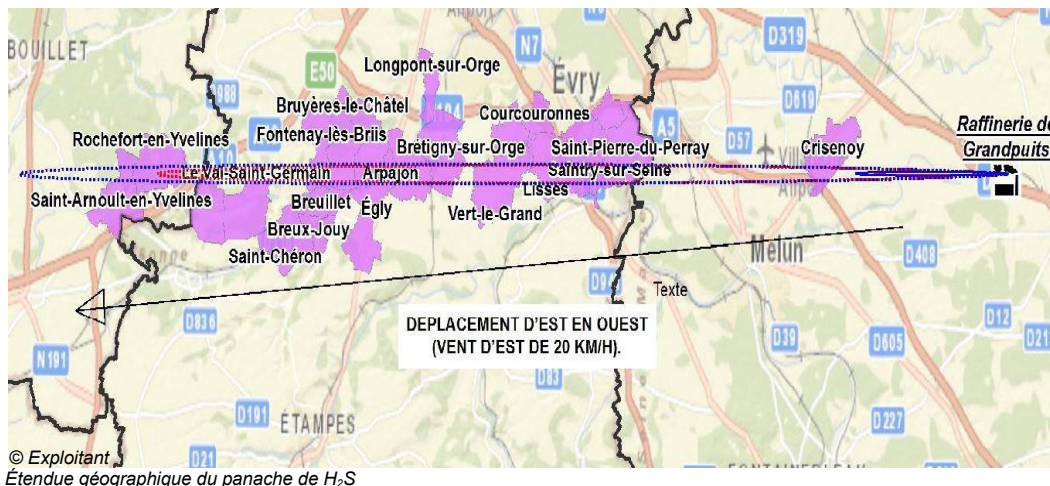 BOUILLET
D319
N7
Longpont-sur-Orge
E50
Évry
D619
Bruyères-le-Châtel
Courcouronnes
A5
D57
Raffinerie de
Grandpuits
Rochefort-en-Yvelines
Fontenay-lès-Briis
Brétigny-sur-Orge
Saint-Pierre-du-Perray
Crisenoy
Le Val-Saint-Germain
Arpajon
Saintry-sur-Seine
Lisses
Saint-Arnoult-en-Yvelines
Breuillet
Égly
Vert-le-Grand
Breux-Jouy
Saint-Chéron
Melun
D408
Texte
D836
DEPLACEMENT D'EST EN OUEST
(VENT D'EST DE 20 KM/H).
D12
N191
D39
D605
D83
D191
ÉTAMPES
D227
D21
© Exploitant
Étendue géographique du panache de H₂S